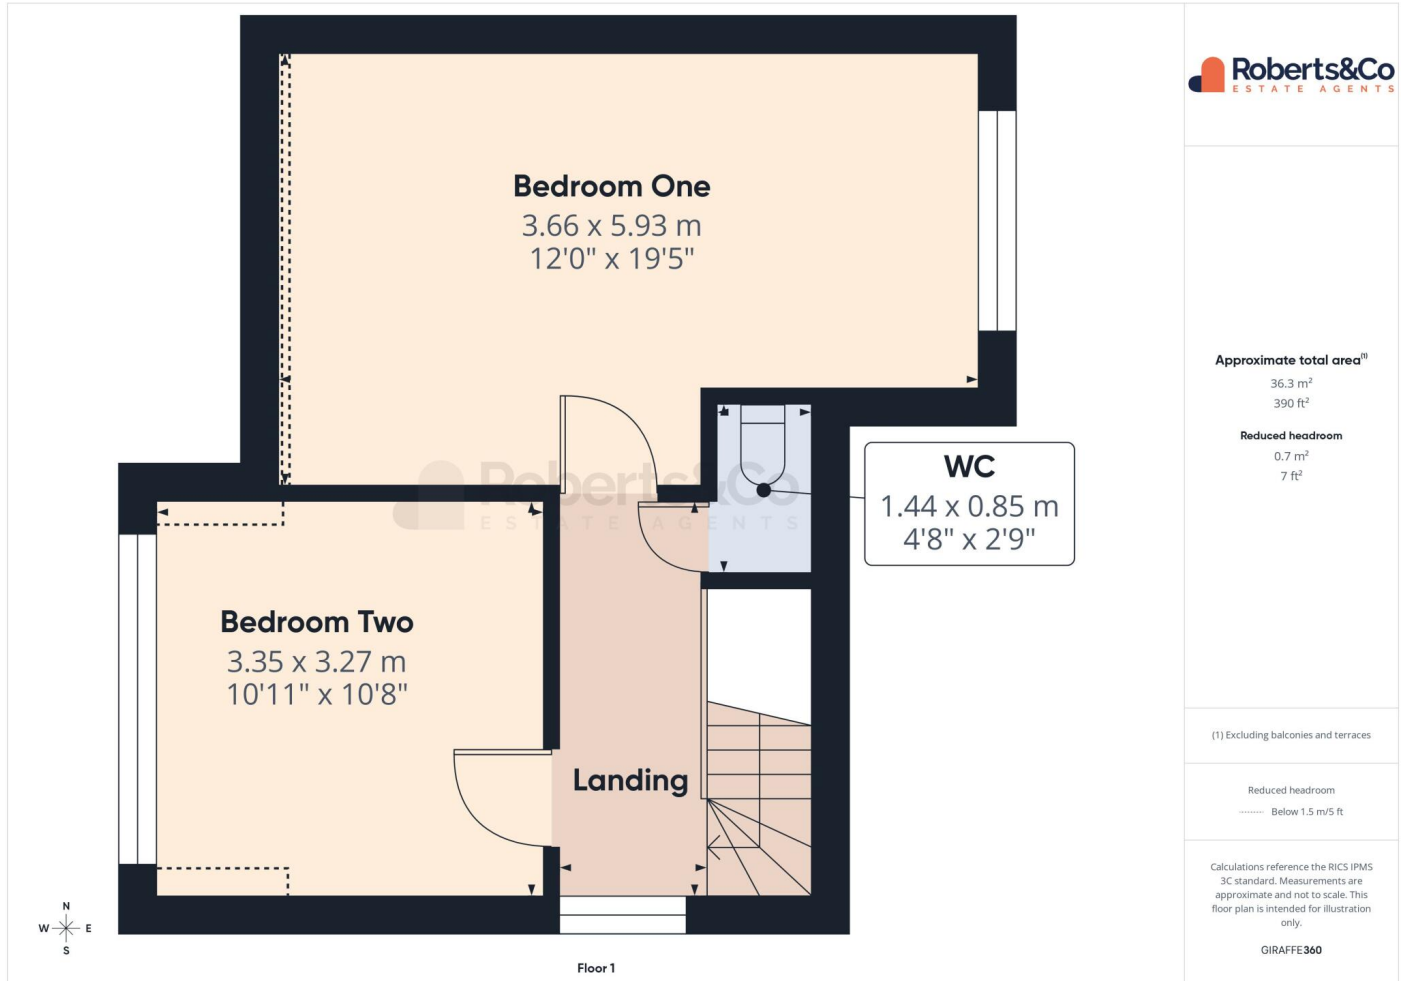 Bedroom One
3.66 x 5.93 m
12'0" x 19'5"
Roberts&Co
ESTATE AGENTS
WC
1.44 x 0.85 m
4'8" x 2'9"
Bedroom Two
3.35 x 3.27 m
10'11" x 10'8"
Landing
N
W E
S
Floor 1
Roberts&Co
ESTATE AGENTS
Approximate total area(1)
36.3 m²
390 ft²
Reduced headroom
0.7 m²
7 ft²
(1) Excluding balconies and terraces
Reduced headroom
Below 1.5 m/5 ft
Calculations reference the RICS IPMS
3C standard. Measurements are
approximate and not to scale. This
floor plan is intended for illustration
only.
GIRAFFE360